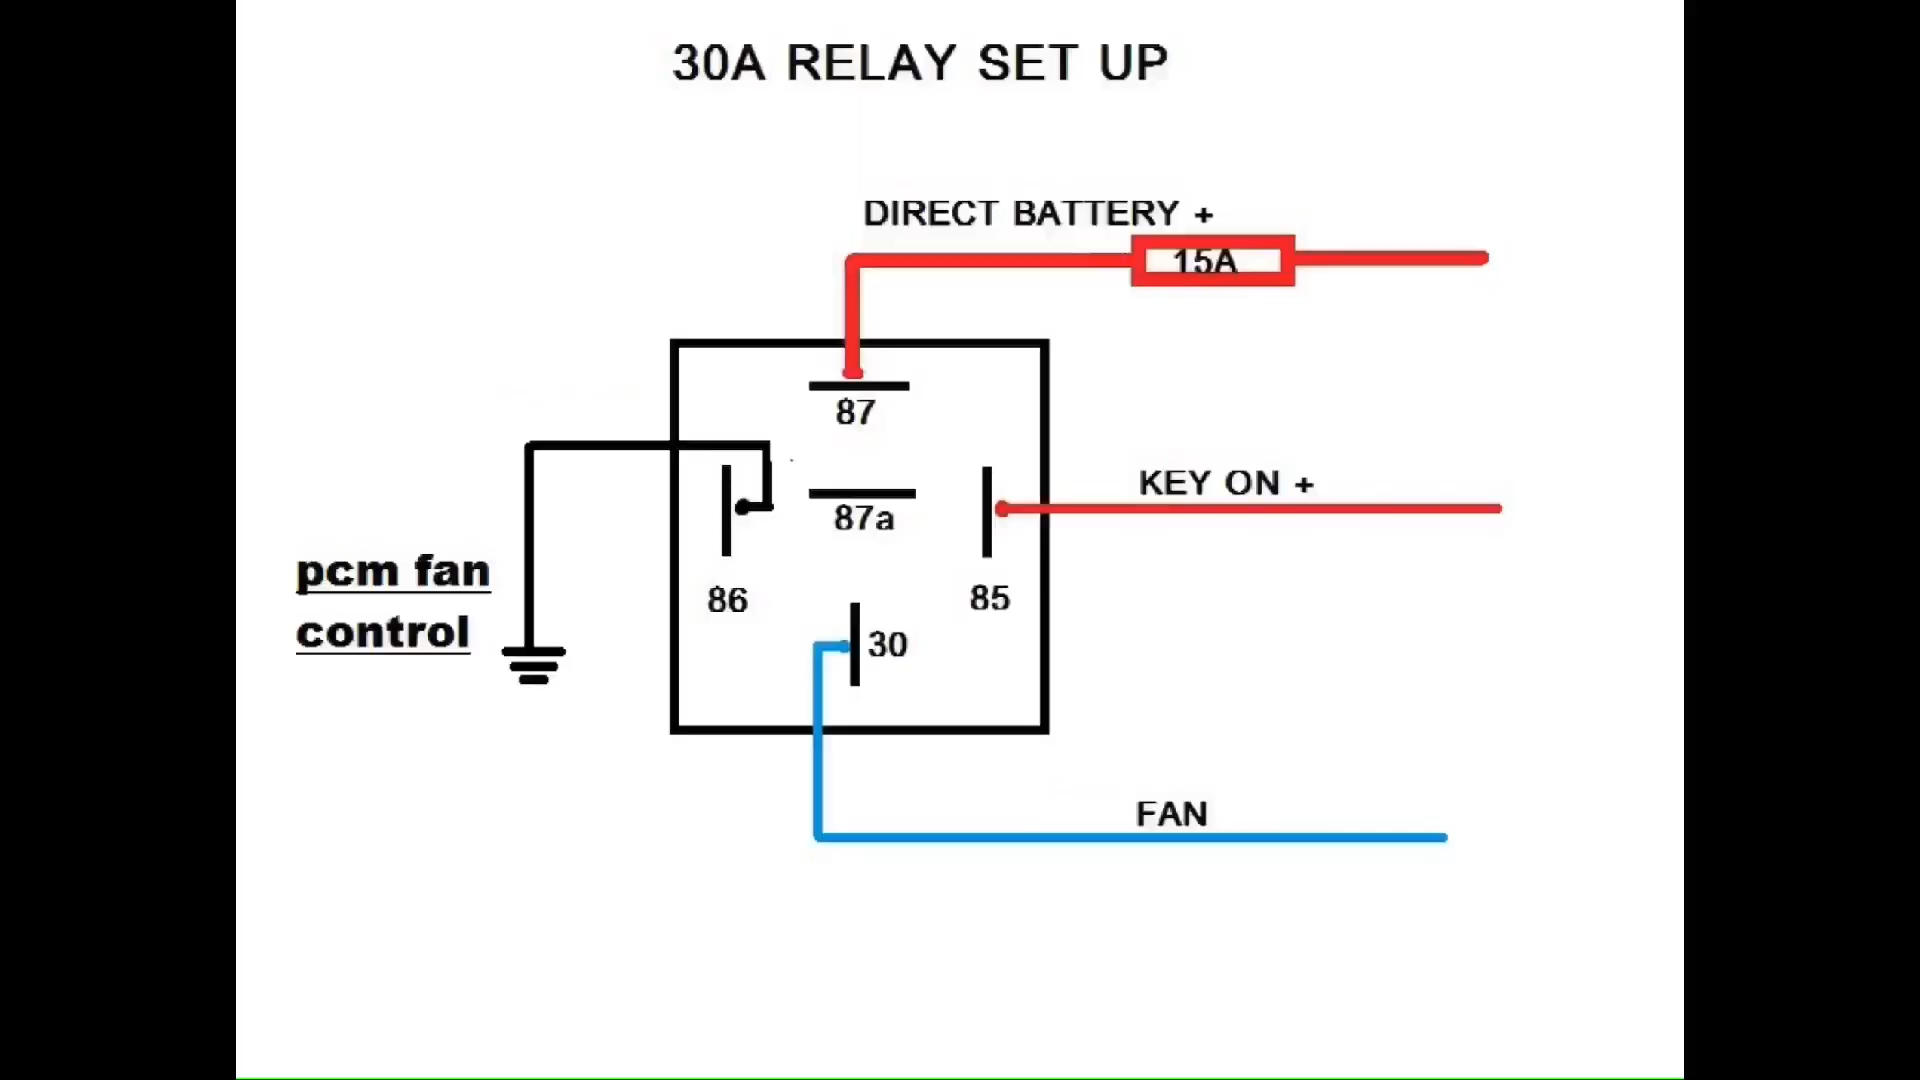 30A RELAY SET UP
DIRECT BATTERY +
15A
87
KEY ON +
87a
pcm fan
control
86
85
30
FAN